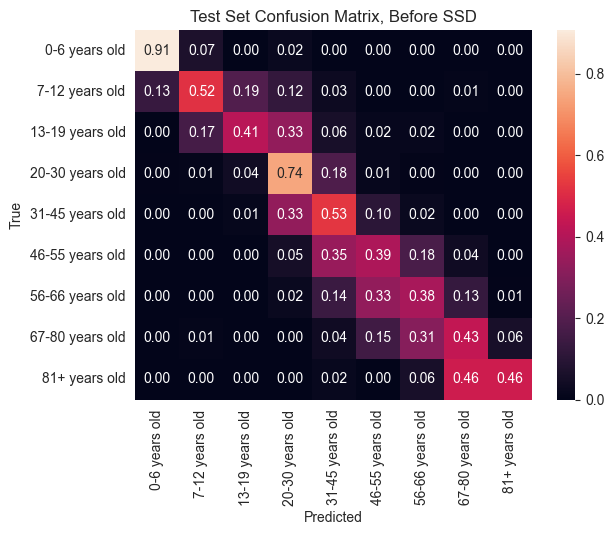 Test Set Confusion Matrix, Before SSD
0-6 years old 0.91 0.07 0.00 0.02 0.00 0.00 0.00 0.00 0.00
7-12 years old 0.13 0.52 0.19 0.12 0.03 0.00 0.00 0.01 0.00
13-19 years old 0.00 0.17 0.41 0.33 0.06 0.02 0.02 0.00 0.00
20-30 years old 0.00 0.01 0.04 0.74 0.18 0.01 0.00 0.00 0.00
31-45 years old 0.00 0.00 0.01 0.33 0.53 0.10 0.02 0.00 0.00
46-55 years old 0.00 0.00 0.00 0.05 0.35 0.39 0.18 0.04 0.00
56-66 years old 0.00 0.00 0.00 0.02 0.14 0.33 0.38 0.13 0.01
67-80 years old 0.00 0.01 0.00 0.00 0.04 0.15 0.31 0.43 0.06
81+ years old 0.00 0.00 0.00 0.00 0.02 0.00 0.06 0.46 0.46
True
0-6 years old
7-12 years old
13-19 years old
20-30 years old
31-45 years old
46-55 years old
56-66 years old
67-80 years old
81+ years old
Predicted
0.8
0.6
0.4
0.2
0.0